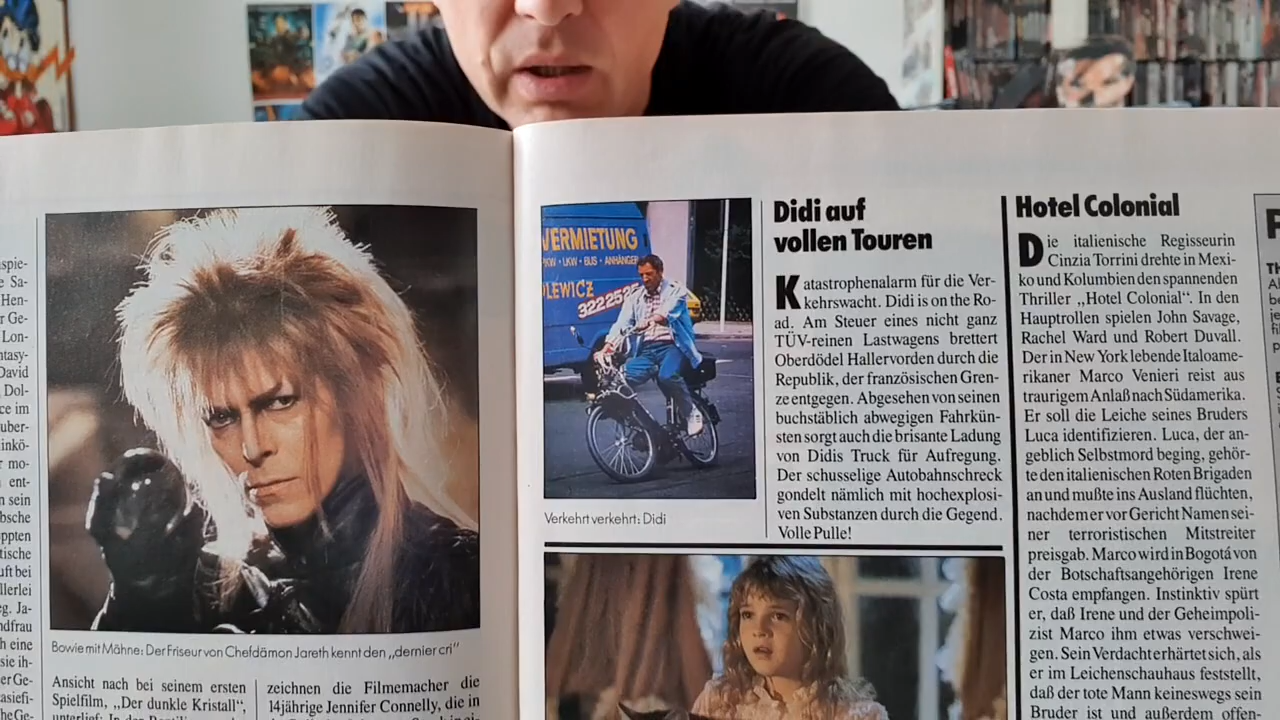 VERMIETUNG
PKW · LKW · BUS · ANHÄNGER
322252
Bowie mit Mähne: Der Friseur von Chefdämon Jareth kennt den „dernier cri“
Ansicht nach bei seinem ersten
Spielfilm, „Der dunkle Kristall“,
zeichnen die Filmemacher die
14jährige Jennifer Connelly, die in
Verkehrt verkehrt: Didi
Didi auf
vollen Touren
Katastrophenalarm für die Ver-
kehrswacht. Didi is on the Ro-
ad. Am Steuer eines nicht ganz
TÜV-reinen Lastwagens brettert
Oberdödel Hallervorden durch die
Republik, der französischen Gren-
ze entgegen. Abgesehen von seinen
buchstäblich abwegigen Fahrkün-
sten sorgt auch die brisante Ladung
von Didis Truck für Aufregung.
Der schusselige Autobahnschreck
gondelt nämlich mit hochexplosi-
ven Substanzen durch die Gegend.
Volle Pulle!
Hotel Colonial
Die italienische Regisseurin
Cinzia Torrini drehte in Mexi-
ko und Kolumbien den spannenden
Thriller „Hotel Colonial“. In den
Hauptrollen spielen John Savage,
Rachel Ward und Robert Duvall.
Der in New York lebende Italoame-
rikaner Marco Venieri reist aus
traurigem Anlaß nach Südamerika.
Er soll die Leiche seines Bruders
Luca identifizieren. Luca, der an-
geblich Selbstmord beging, gehör-
te den italienischen Roten Brigaden
an und mußte ins Ausland flüchten,
nachdem er vor Gericht Namen sei-
ner terroristischen Mitstreiter
preisgab. Marco wird in Bogotá von
der Botschaftsangehörigen Irene
Costa empfangen. Instinktiv spürt
er, daß Irene und der Geheimpoli-
zist Marco ihm etwas verschwei-
gen. Sein Verdacht erhärtet sich, als
er im Leichenschauhaus feststellt,
daß der tote Mann keineswegs sein
Bruder ist und außerdem offen-